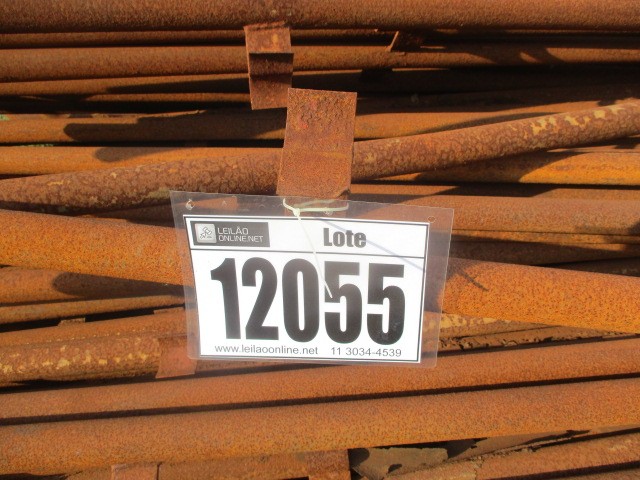 LEILÃO
ONLINE.NET
Lote
12055
www.leilaoonline.net 11 3034-4539